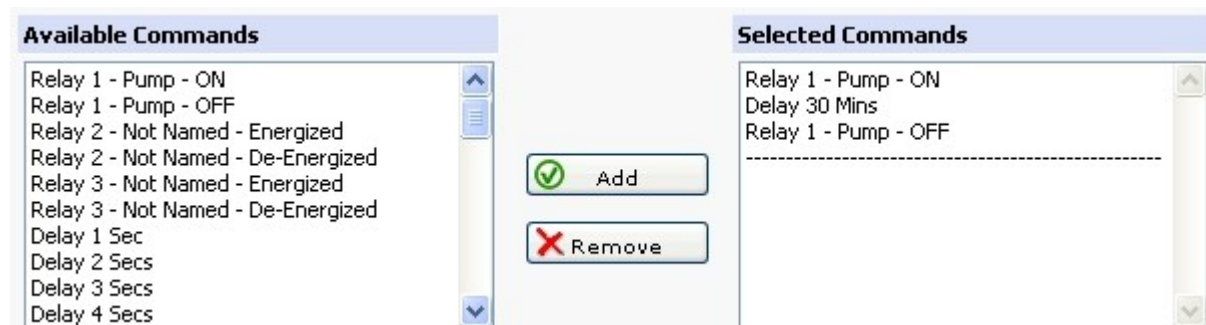 Available Commands
Relay 1 - Pump - ON
Relay 1 - Pump - OFF
Relay 2 - Not Named - Energized
Relay 2 - Not Named - De-Energized
Relay 3 - Not Named - Energized
Relay 3 - Not Named - De-Energized
Delay 1 Sec
Delay 2 Secs
Delay 3 Secs
Delay 4 Secs
Add
Remove
Selected Commands
Relay 1 - Pump - ON
Delay 30 Mins
Relay 1 - Pump - OFF
----------------------------------------------------